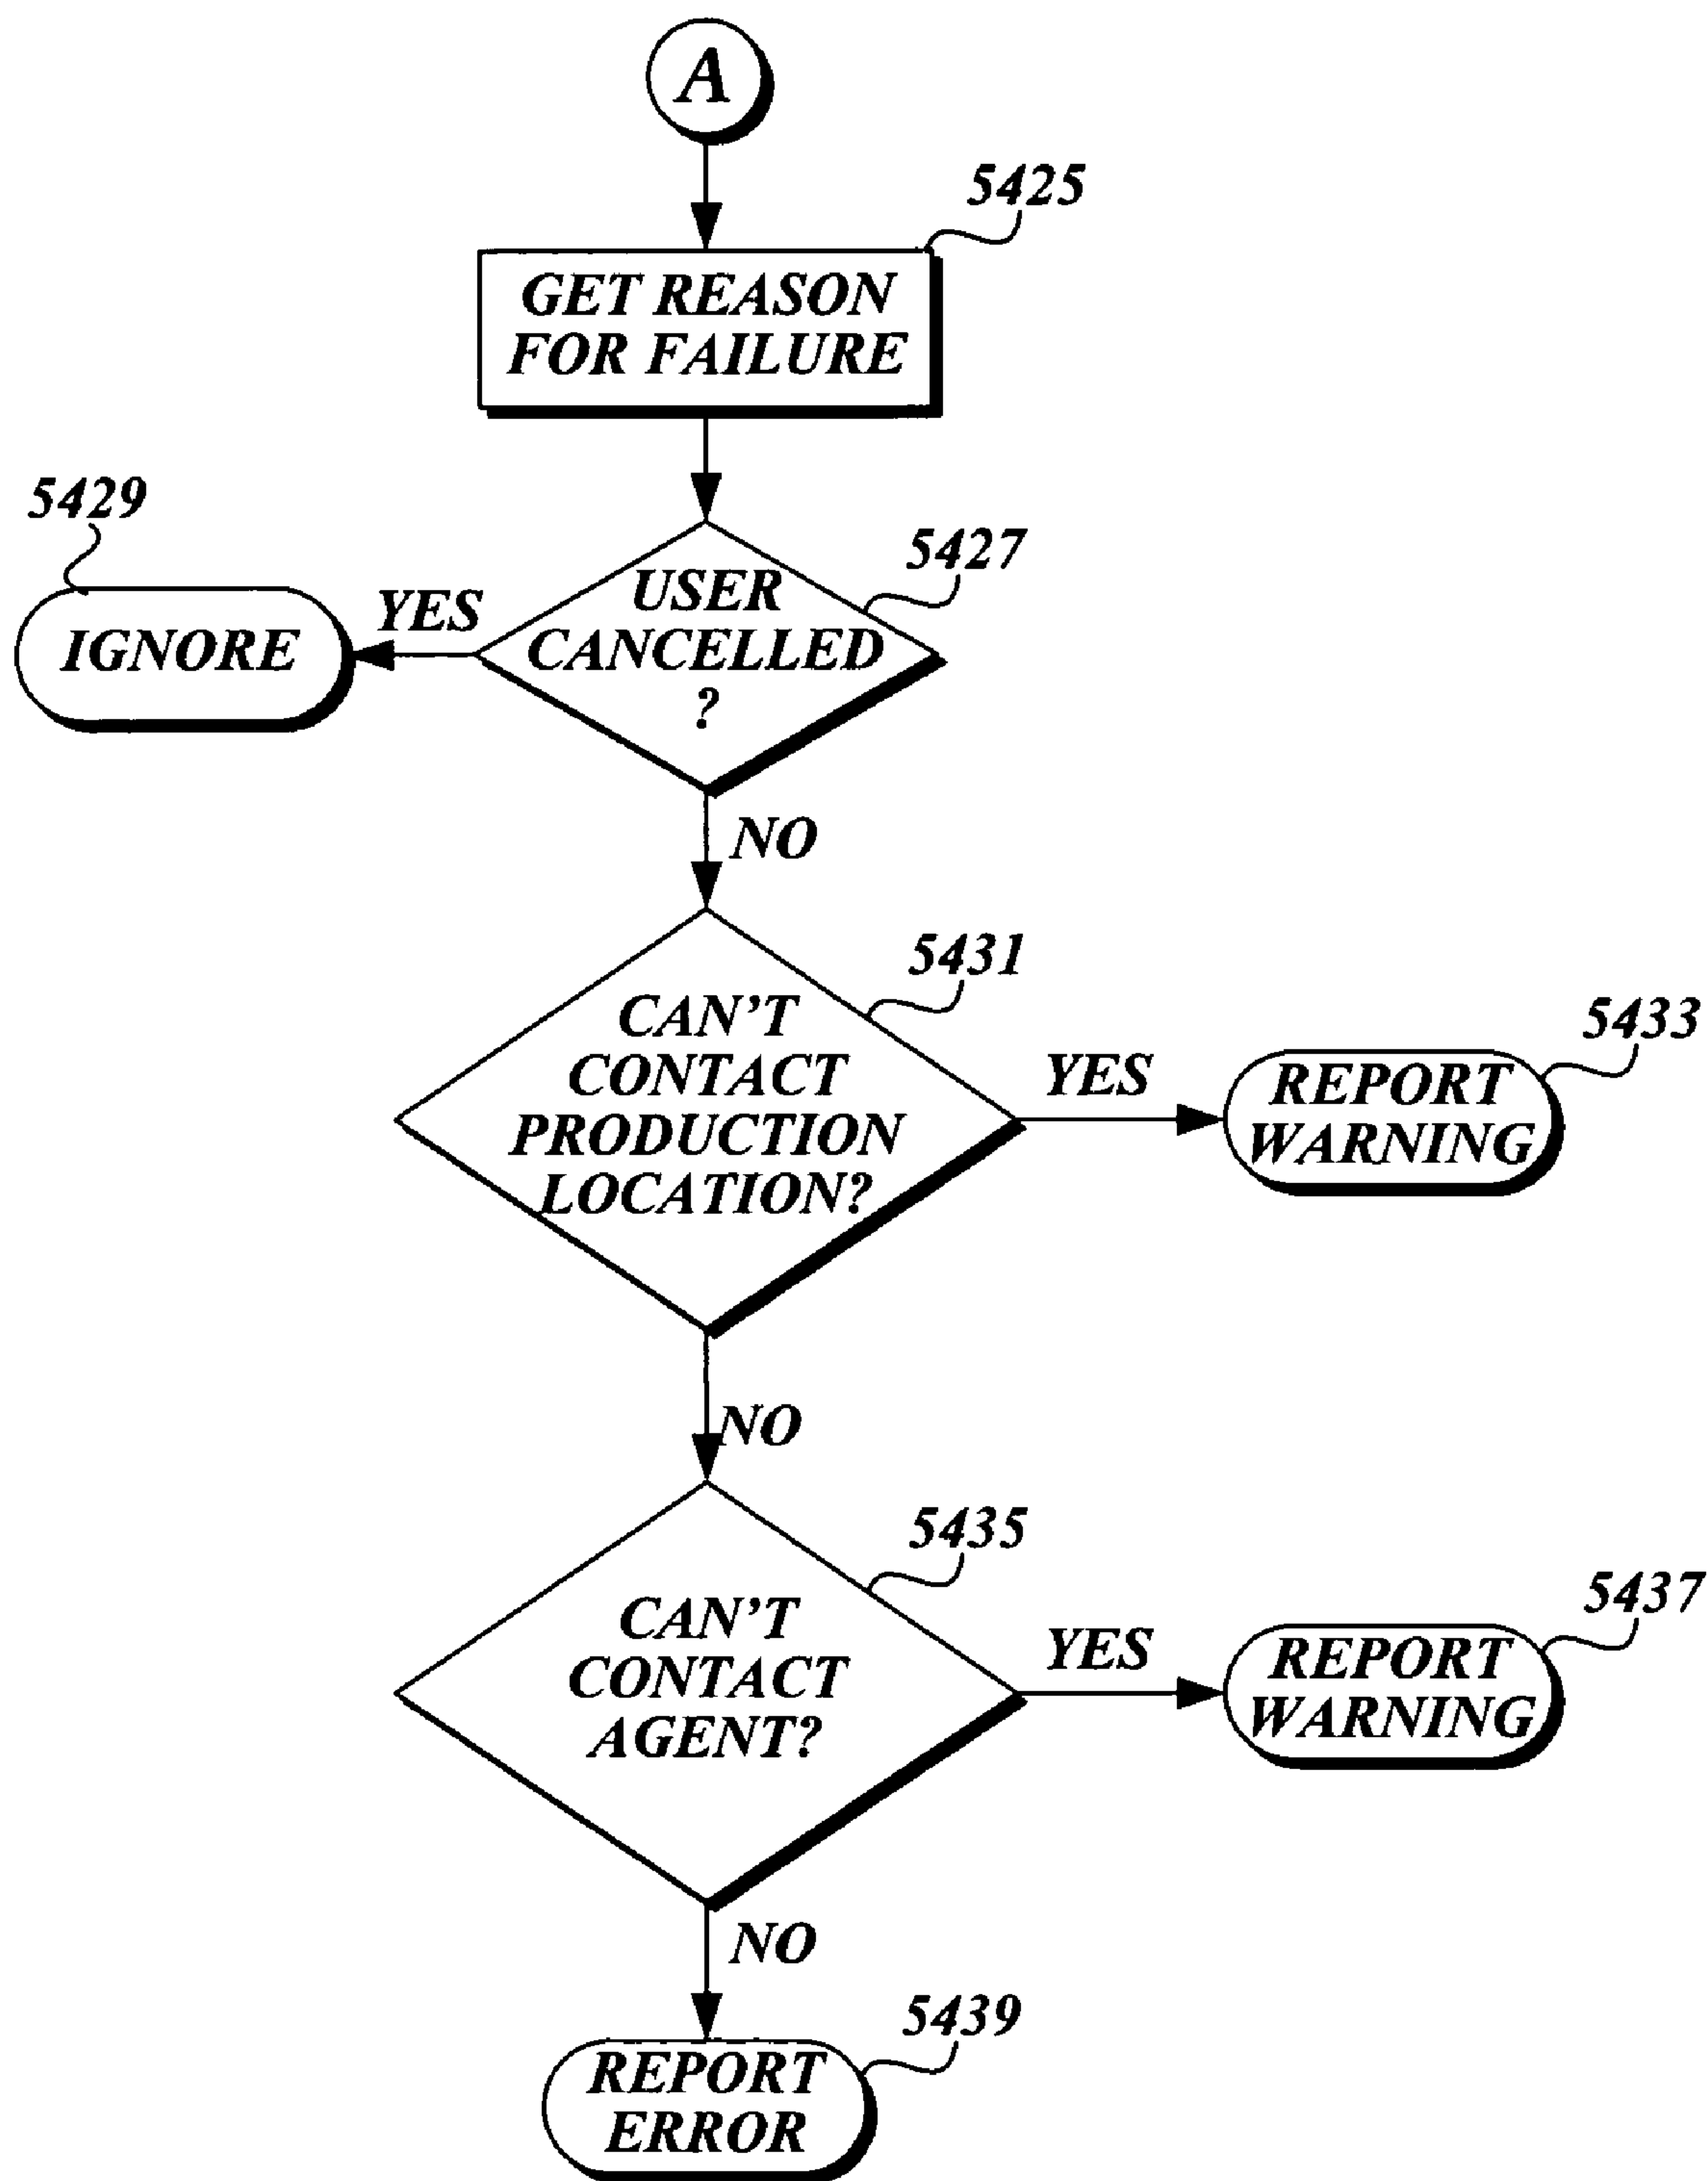 A
5425
GET REASON
FOR FAILURE
5429
5427
USER
CANCELLED
?
YES
IGNORE
NO
5431
CAN'T
CONTACT
PRODUCTION
LOCATION?
YES
5433
REPORT
WARNING
NO
5435
CAN'T
CONTACT
AGENT?
YES
5437
REPORT
WARNING
NO
5439
REPORT
ERROR